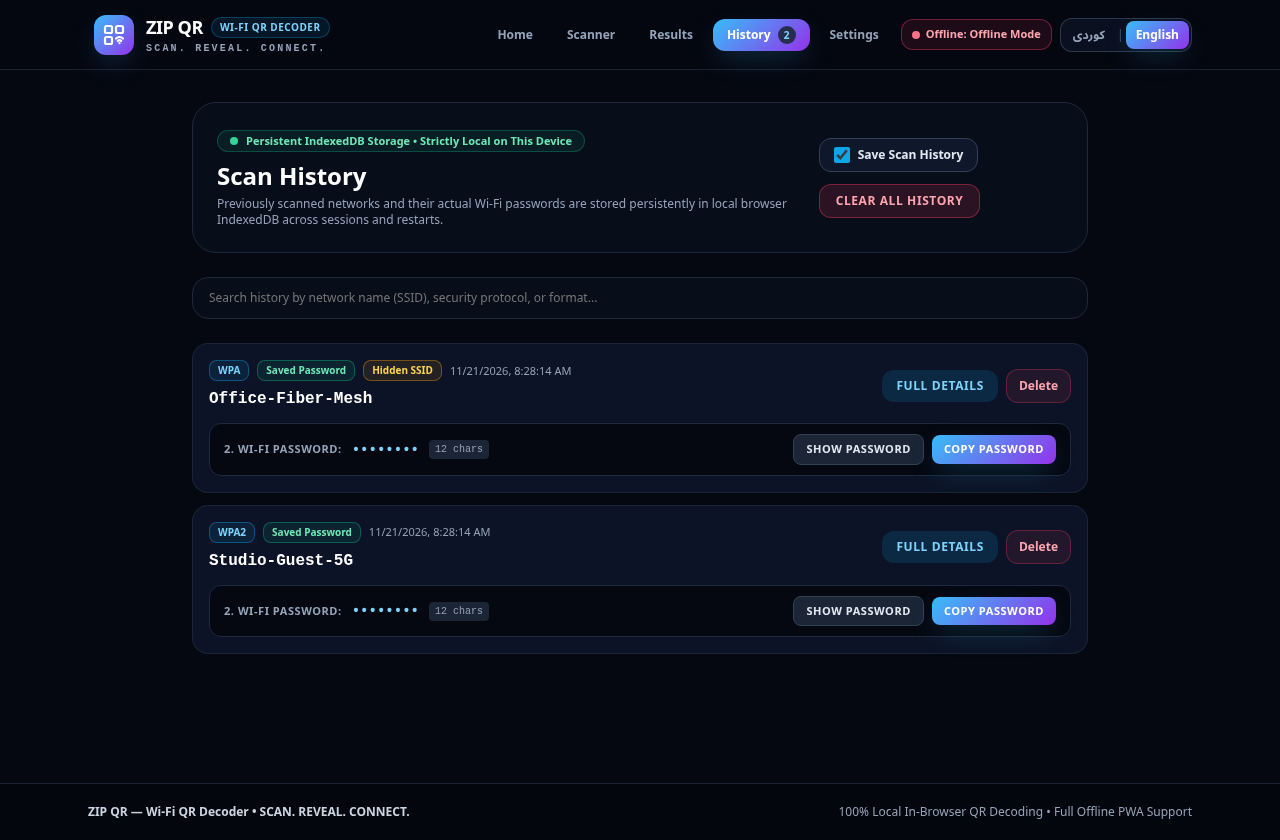 ZIP QR WI-FI QR DECODER
SCAN. REVEAL. CONNECT.
Home Scanner Results History 2 Settings Offline: Offline Mode کوردی | English
Persistent IndexedDB Storage • Strictly Local on This Device
Scan History
Previously scanned networks and their actual Wi-Fi passwords are stored persistently in local browser
IndexedDB across sessions and restarts.
Save Scan History
CLEAR ALL HISTORY
Search history by network name (SSID), security protocol, or format...
WPA Saved Password Hidden SSID 11/21/2026, 8:28:14 AM
Office-Fiber-Mesh
FULL DETAILS Delete
2. WI-FI PASSWORD: •••••••• 12 chars SHOW PASSWORD COPY PASSWORD
WPA2 Saved Password 11/21/2026, 8:28:14 AM
Studio-Guest-5G
FULL DETAILS Delete
2. WI-FI PASSWORD: •••••••• 12 chars SHOW PASSWORD COPY PASSWORD
ZIP QR — Wi-Fi QR Decoder • SCAN. REVEAL. CONNECT.
100% Local In-Browser QR Decoding • Full Offline PWA Support